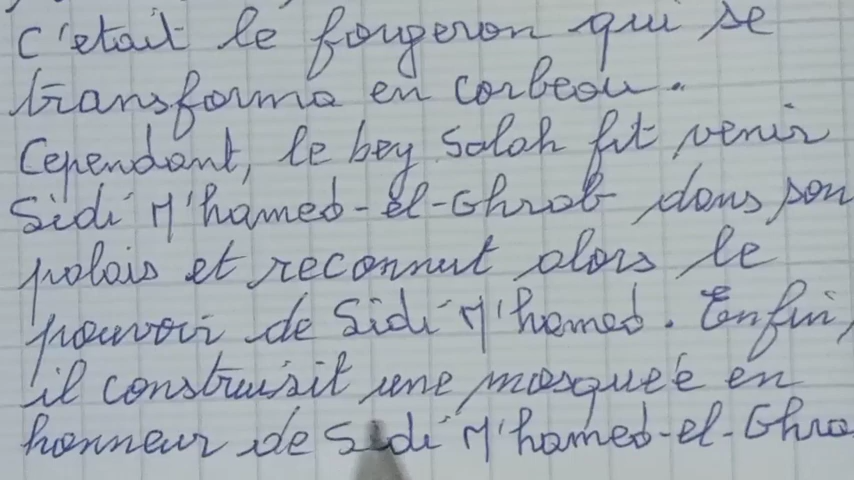 c'etait le fougeron qui se
transforma en corbeau.
Cependant, le bey Salah fit venir
Sidi M'hamed-el-Ghrab dans son
palais et reconnut alors le
pouvoir de Sidi M'hamed. Enfin,
il construisit une mosqueé en
honneur de Sidi M'hamed-el-Ghra